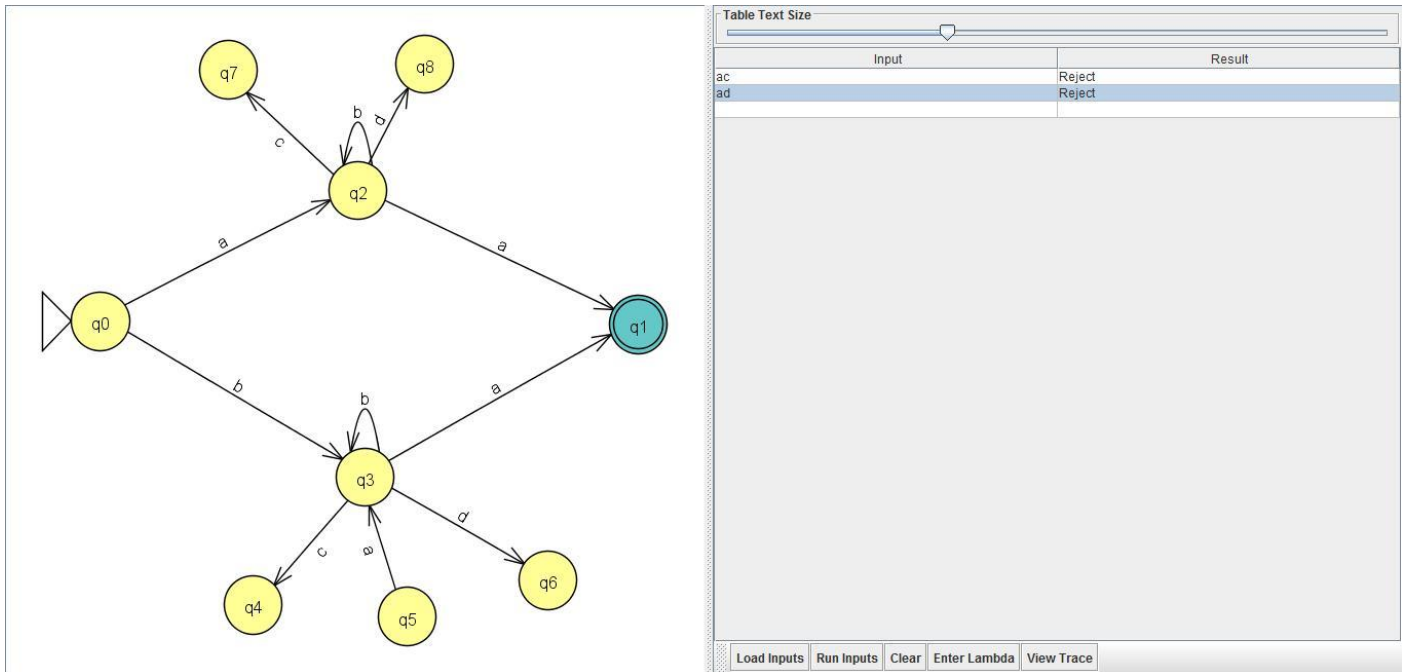 q7
q8
b
d
c
q2
a
a
q0
q1
b
a
b
q3
d
c
a
q6
q4
q5
Table Text Size
Input Result
ac Reject
ad Reject
Load Inputs Run Inputs Clear Enter Lambda View Trace